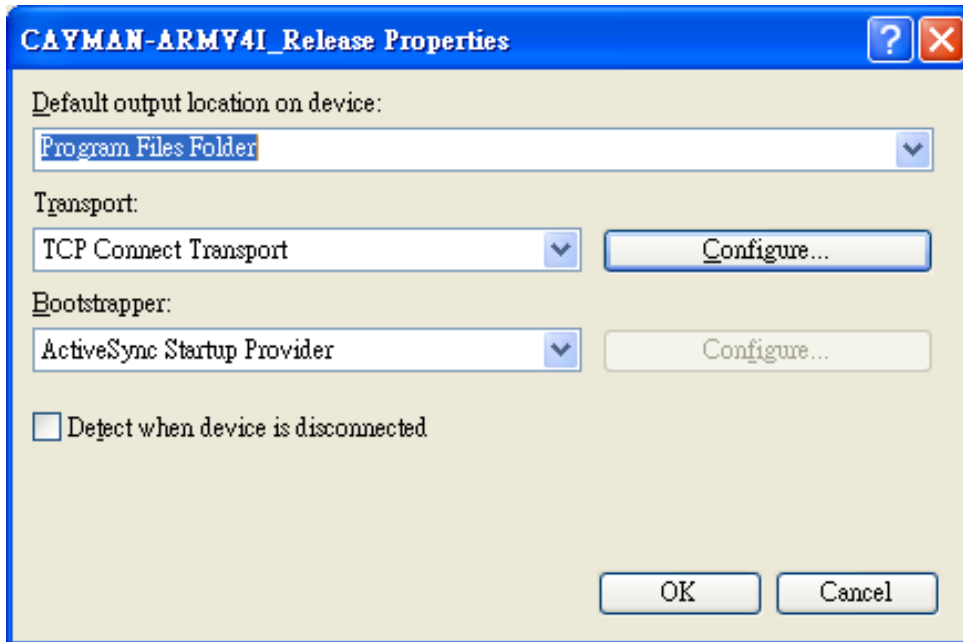 CAYMAN-ARMV4I_Release Properties
Default output location on device:
Program Files Folder
Transport:
TCP Connect Transport
Configure...
Bootstrapper:
ActiveSync Startup Provider
Configure...
Detect when device is disconnected
OK
Cancel